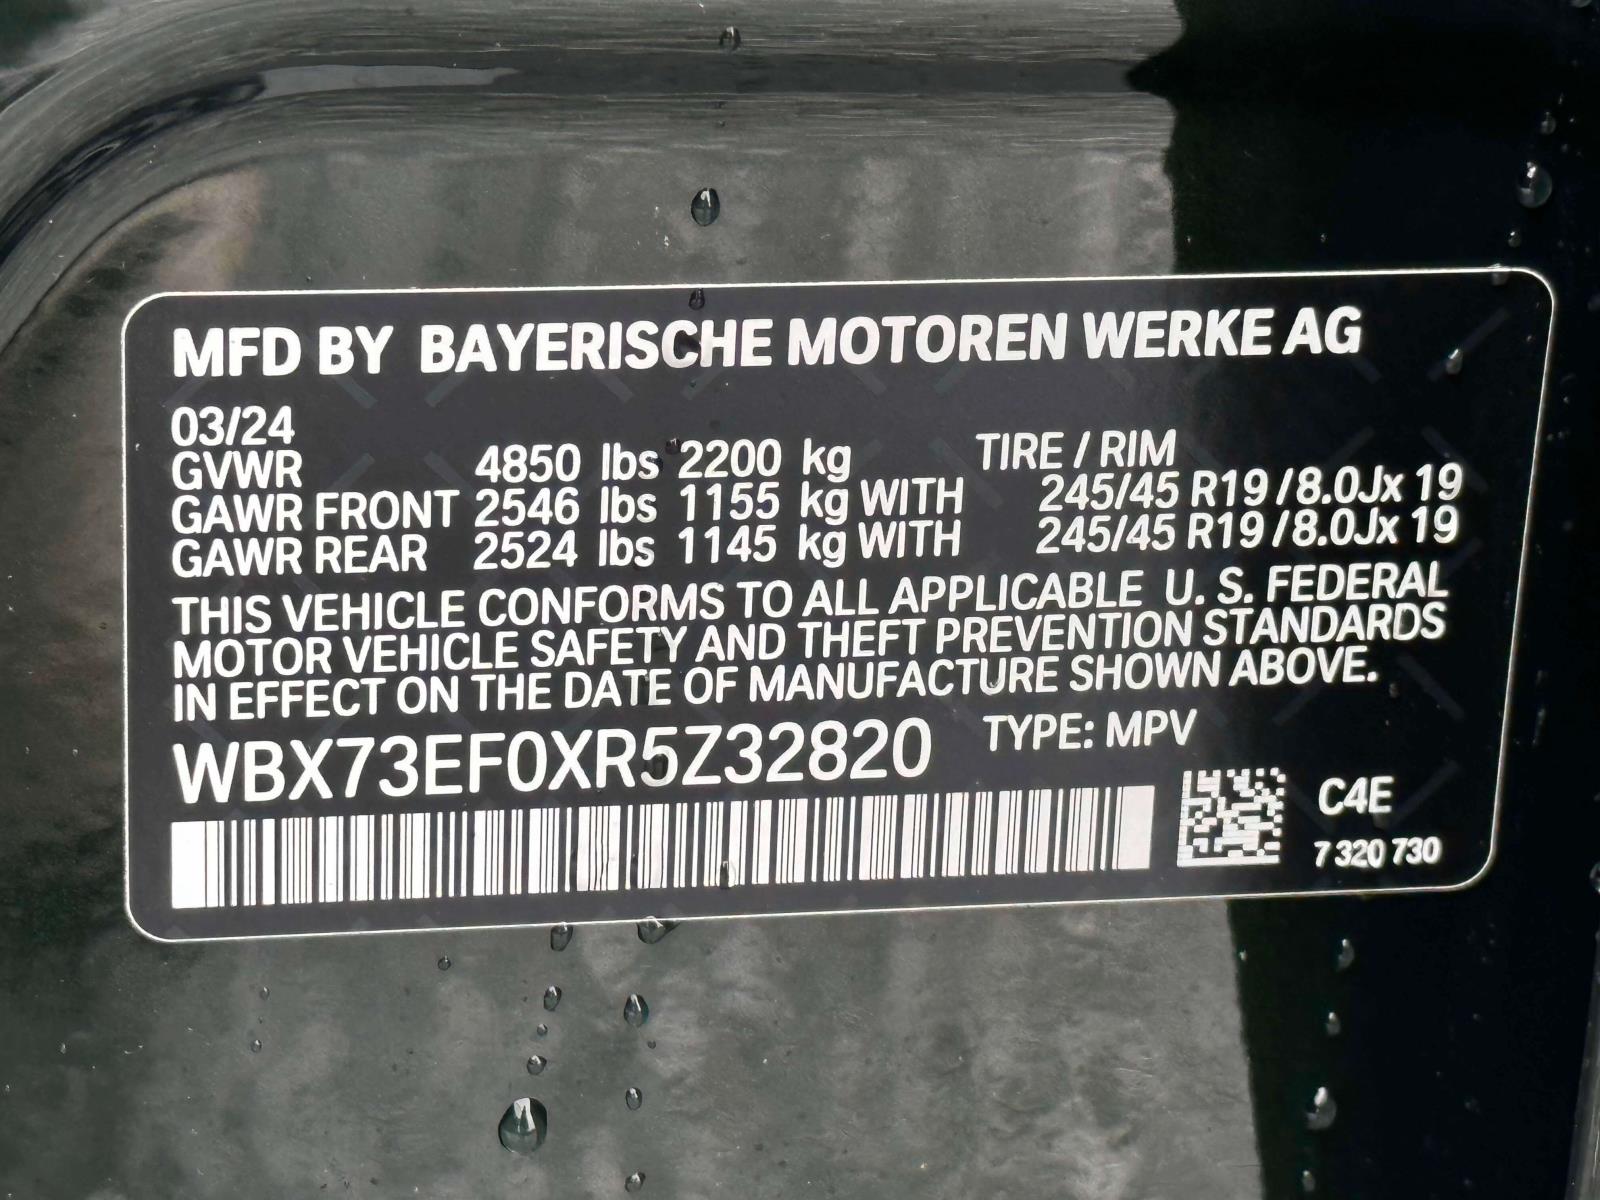 MFD BY BAYERISCHE MOTOREN WERKE AG
03/24
GVWR 4850 lbs 2200 kg TIRE / RIM
GAWR FRONT 2546 lbs 1155 kg WITH 245/45 R19 /8.0Jx 19
GAWR REAR 2524 lbs 1145 kg WITH 245/45 R19 /8.0Jx 19
THIS VEHICLE CONFORMS TO ALL APPLICABLE U. S. FEDERAL
MOTOR VEHICLE SAFETY AND THEFT PREVENTION STANDARDS
IN EFFECT ON THE DATE OF MANUFACTURE SHOWN ABOVE.
WBX73EF0XR5Z32820 TYPE: MPV
C4E
7 320 730